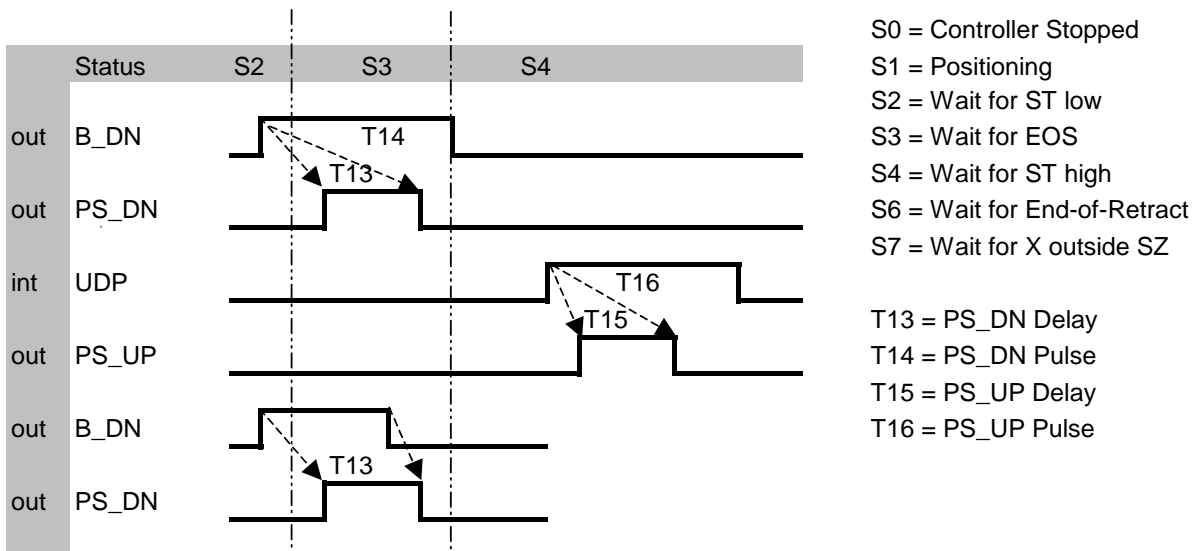 Status S2 S3 S4
out B_DN T14
T13
out PS_DN
int UDP T16
T15
out PS_UP
out B_DN
T13
out PS_DN
S0 = Controller Stopped
S1 = Positioning
S2 = Wait for ST low
S3 = Wait for EOS
S4 = Wait for ST high
S6 = Wait for End-of-Retract
S7 = Wait for X outside SZ
T13 = PS_DN Delay
T14 = PS_DN Pulse
T15 = PS_UP Delay
T16 = PS_UP Pulse